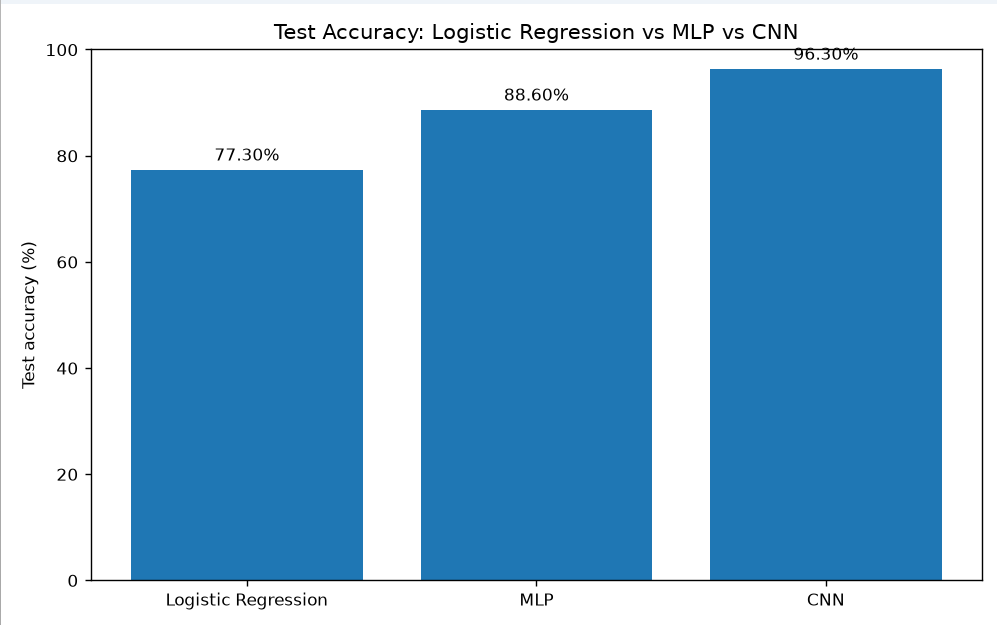 Test Accuracy: Logistic Regression vs MLP vs CNN
100
96.30%
88.60%
80
77.30%
60
Test accuracy (%)
40
20
0
Logistic Regression
MLP
CNN